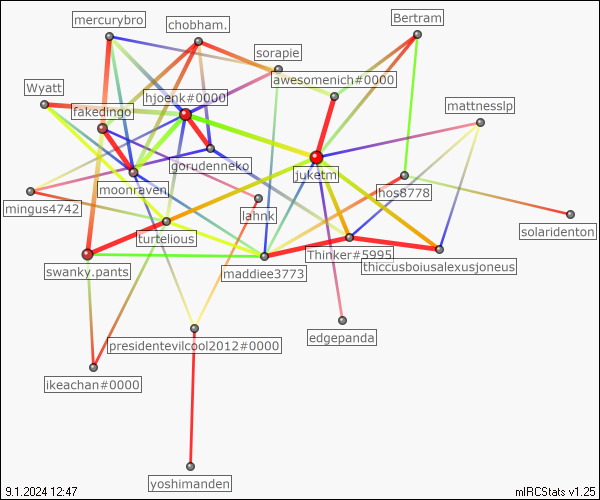 mercurybro
chobham.
Bertram
sorapie
awesomenich#0000
Wyatt
hjoenk#0000
mattnesslp
fakedingo
gorudenneko
juketm
moonraven
hos8778
mingus4742
lahnk
solaridenton
turtelious
Thinker#5995
swanky.pants
maddiee3773
thiccusboiusalexusjoneus
edgepanda
presidentevilcool2012#0000
ikeachan#0000
yoshimanden
9.1.2024 12:47
mIRCStats v1.25